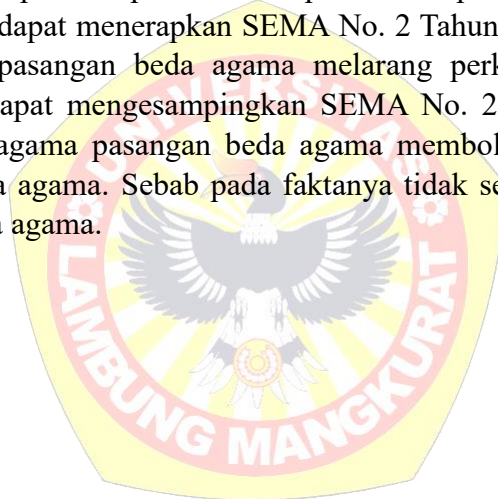 dapat menerapkan SEMA No. 2 Tahun
pasangan beda agama melarang perk
apat mengesampingkan SEMA No. 2
agama pasangan beda agama membol
a agama. Sebab pada faktanya tidak se
a agama.
UNIVERSITAS
LAMBUNG MANGKURAT